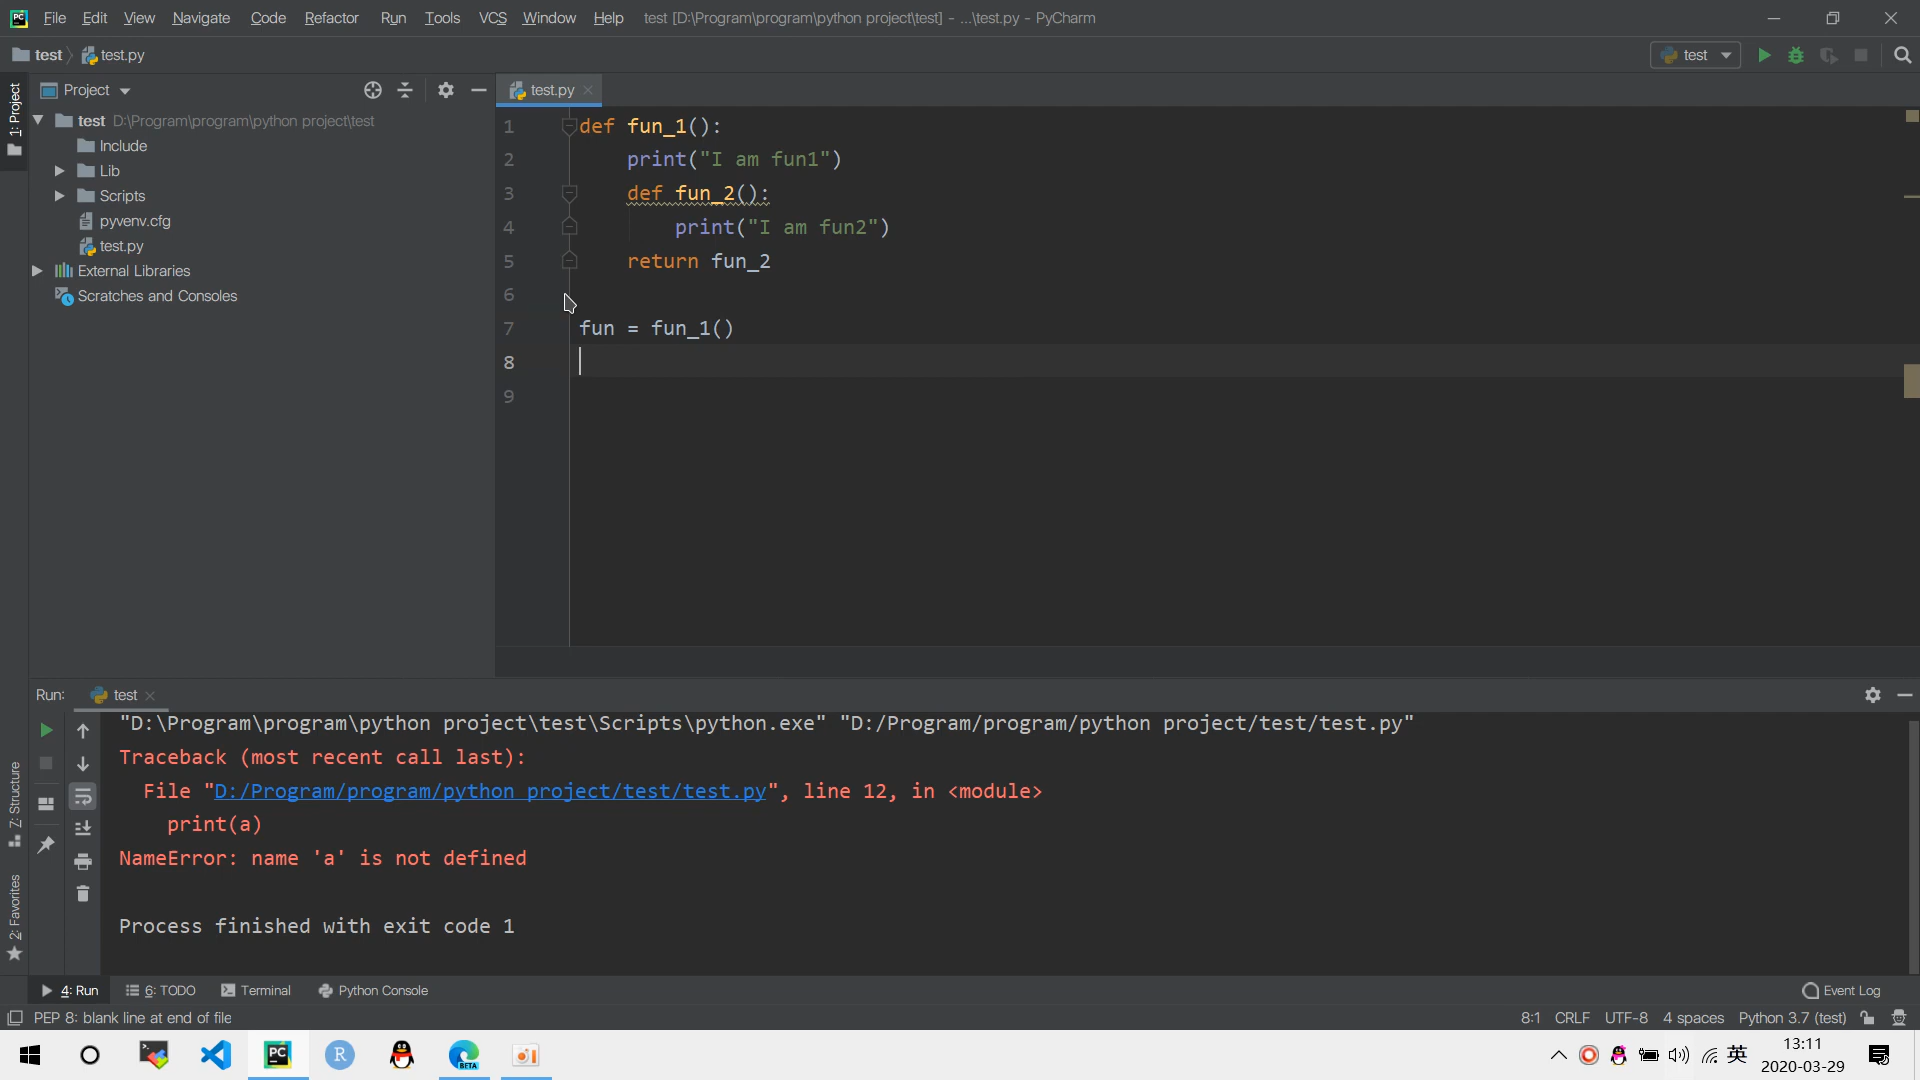 File Edit View Navigate Code Refactor Run Tools VCS Window Help test [D:\Program\program\python project\test] - ...\test.py - PyCharm
test test.py
test
1: Project
Project
test D:\Program\program\python project\test
Include
Lib
Scripts
pyvenv.cfg
test.py
External Libraries
Scratches and Consoles
test.py
1 def fun_1():
2     print("I am fun1")
3     def fun_2():
4         print("I am fun2")
5     return fun_2
6
7 fun = fun_1()
8
9
Run: test
"D:\Program\program\python project\test\Scripts\python.exe" "D:/Program/program/python project/test/test.py"
Traceback (most recent call last):
  File "D:/Program/program/python project/test/test.py", line 12, in <module>
    print(a)
NameError: name 'a' is not defined
Process finished with exit code 1
7: Structure
2: Favorites
4: Run 6: TODO Terminal Python Console Event Log
PEP 8: blank line at end of file 8:1 CRLF UTF-8 4 spaces Python 3.7 (test)
PC
R
BETA
英
13:11
2020-03-29